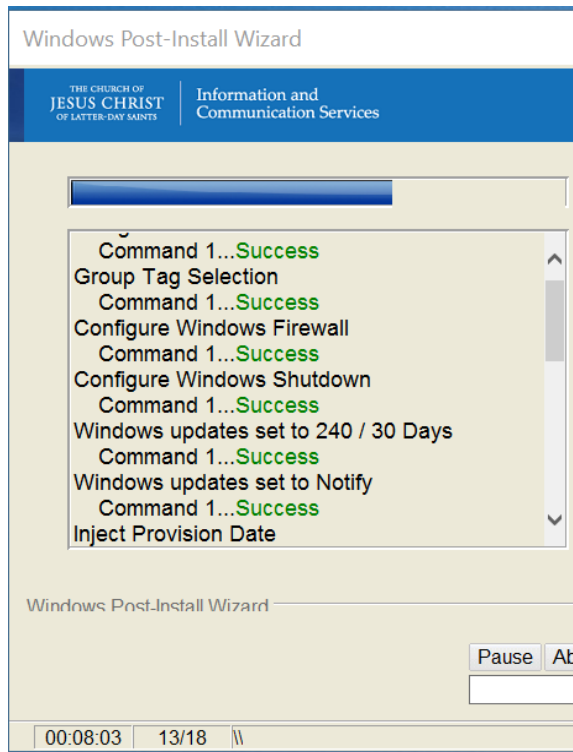 Windows Post-Install Wizard
THE CHURCH OF
JESUS CHRIST
OF LATTER-DAY SAINTS
Information and
Communication Services
Command 1...Success
Group Tag Selection
Command 1...Success
Configure Windows Firewall
Command 1...Success
Configure Windows Shutdown
Command 1...Success
Windows updates set to 240 / 30 Days
Command 1...Success
Windows updates set to Notify
Command 1...Success
Inject Provision Date
Windows Post-Install Wizard
Pause Ab
00:08:03 13/18 \\